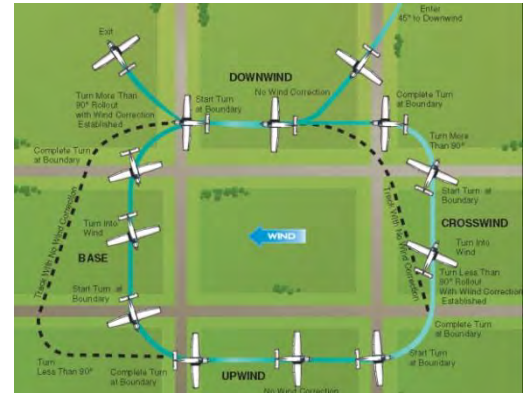 Enter
45° to Downwind
Exit
DOWNWIND
Turn More Than
90° Rollout
with Wind Correction
Established
Start Turn
at Boundary
No Wind Correction
Complete Turn
at Boundary
Turn More
Than 90°
Complete Turn
at Boundary
Start Turn at
Boundary
Track With No Wind Correction
Track With No Wind Correction
CROSSWIND
Turn Into
Wind
WIND
Turn Into
Wind
BASE
Turn Less Than
90° Rollout
With Wind Correction
Established
Start Turn at
Boundary
Complete Turn
at Boundary
Turn
Less Than 90°
Complete Turn
at Boundary
UPWIND
No Wind Correction
Start Turn
at Boundary